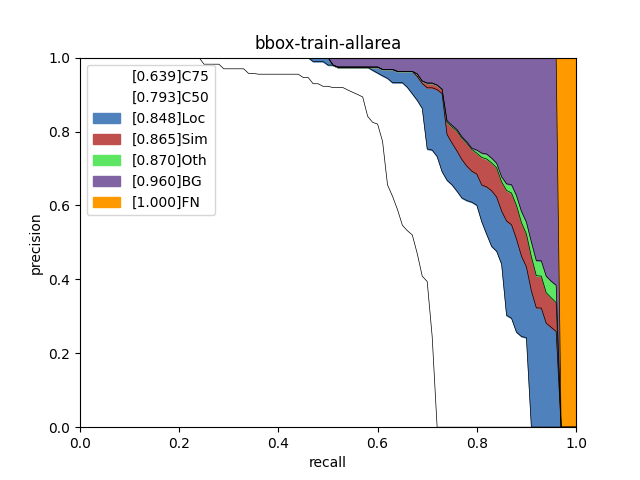 bbox-train-allarea
1.0
0.8
0.6
0.4
0.2
0.0
precision
[0.639]C75
[0.793]C50
[0.848]Loc
[0.865]Sim
[0.870]Oth
[0.960]BG
[1.000]FN
0.0 0.2 0.4 0.6 0.8 1.0
recall